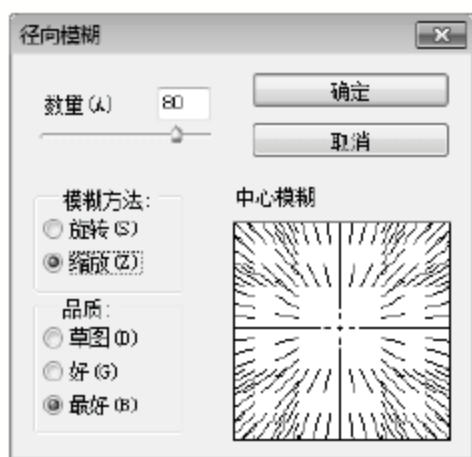 径向模糊
数量(A) 80
确定
取消
模糊方法:
旋转(S)
缩放(Z)
中心模糊
品质:
草图(D)
好(G)
最好(B)